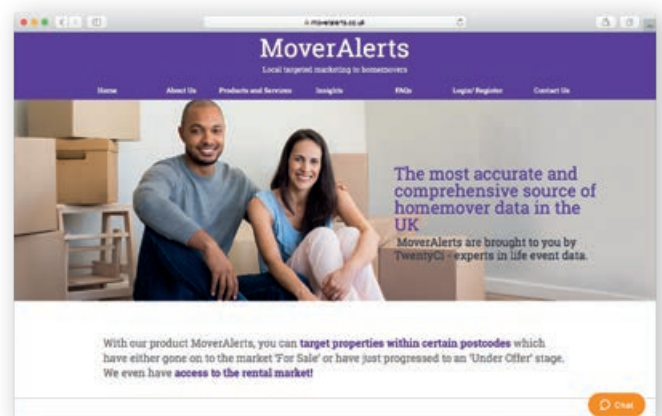 moveralerts.co.uk
MoverAlerts
Local targeted marketing to homemovers
Home About Us Products and Services Insights FAQs Login/ Register Contact Us
The most accurate and
comprehensive source of
homemover data in the
UK
MoverAlerts are brought to you by
TwentyCi - experts in life event data.
With our product MoverAlerts, you can target properties within certain postcodes which
have either gone on to the market 'For Sale' or have just progressed to an 'Under Offer' stage.
We even have access to the rental market!
Chat